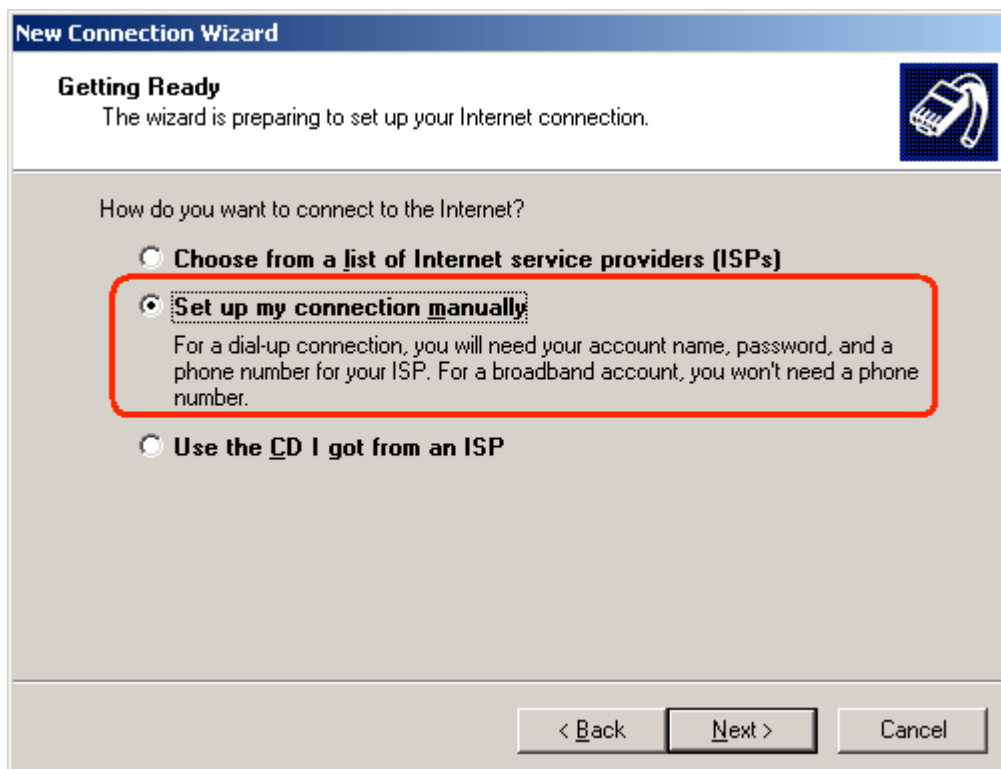 New Connection Wizard
Getting Ready
The wizard is preparing to set up your Internet connection.
How do you want to connect to the Internet?
Choose from a list of Internet service providers (ISPs)
Set up my connection manually
For a dial-up connection, you will need your account name, password, and a
phone number for your ISP. For a broadband account, you won't need a phone
number.
Use the CD I got from an ISP
< Back Next > Cancel